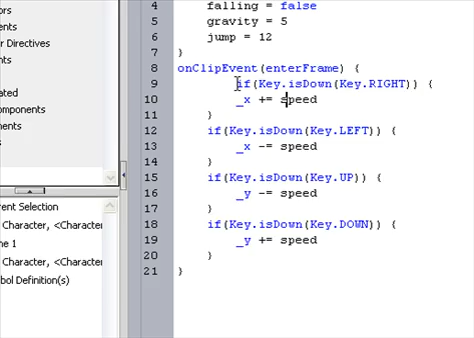 ors
ents
r Directives
nts
ated
omponents
ements
rent Selection
Character, <Character
ne 1
Character, <Character
bol Definition(s)
4 falling = false
5 gravity = 5
6 jump = 12
7 }
8 onClipEvent(enterFrame) {
9 if(Key.isDown(Key.RIGHT)) {
10 _x += speed
11 }
12 if(Key.isDown(Key.LEFT)) {
13 _x -= speed
14 }
15 if(Key.isDown(Key.UP)) {
16 _y -= speed
17 }
18 if(Key.isDown(Key.DOWN)) {
19 _y += speed
20 }
21 }